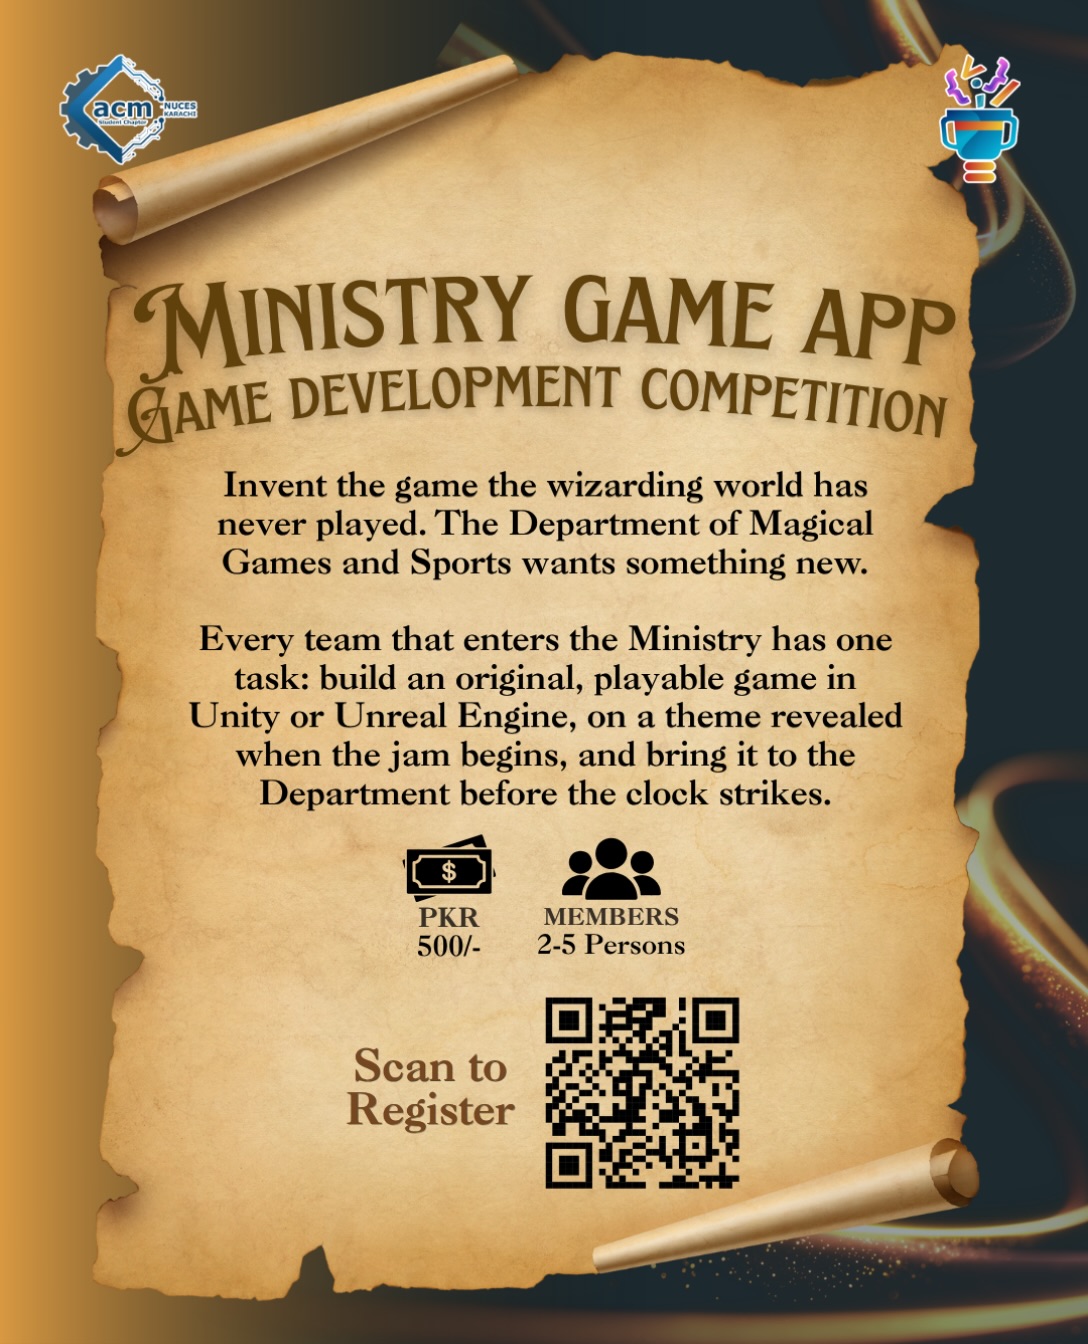 acm
NUCES
KARACHI
Student Chapter
MINISTRY GAME APP
GAME DEVELOPMENT COMPETITION
Invent the game the wizarding world has
never played. The Department of Magical
Games and Sports wants something new.
Every team that enters the Ministry has one
task: build an original, playable game in
Unity or Unreal Engine, on a theme revealed
when the jam begins, and bring it to the
Department before the clock strikes.
$
PKR
500/-
MEMBERS
2-5 Persons
Scan to
Register